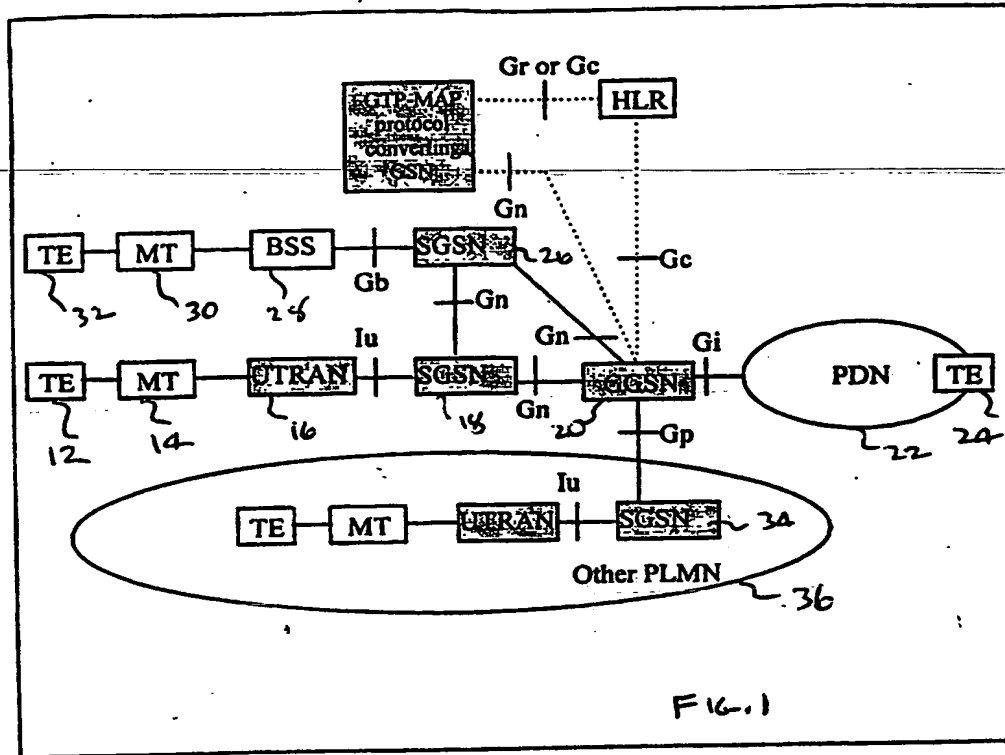 Gr or Gc
GTP-MAP
protocol
converting
GSN
HLR
Gn
TE
MT
BSS
SGSN
26
Gc
32
30
28
Gb
Gn
Gn
Iu
Gi
TE
MT
UTRAN
SGSN
Gn
GGSN
PDN
TE
12
14
16
18
20
22
24
Gp
Iu
TE
MT
UTRAN
SGSN
34
Other PLMN
36
FIG.1